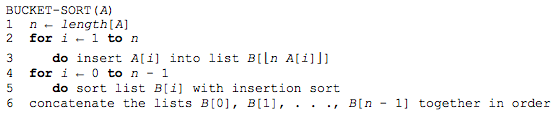 BUCKET-SORT(A)
1 n ← length[A]
2 for i ← 1 to n
3 do insert A[i] into list B[⌊n A[i]⌋]
4 for i ← 0 to n - 1
5 do sort list B[i] with insertion sort
6 concatenate the lists B[0], B[1], . . ., B[n - 1] together in order